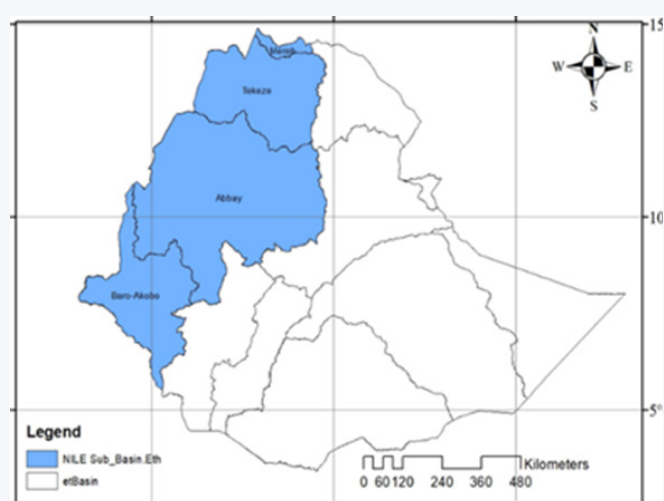 15
N
W E
S
Mereb
Tekeze
Abbay
10
Baro-Akobo
5°
Legend
NILE Sub_Basin.Eth
etBasin
Kilometers
0 60 120 240 360 480